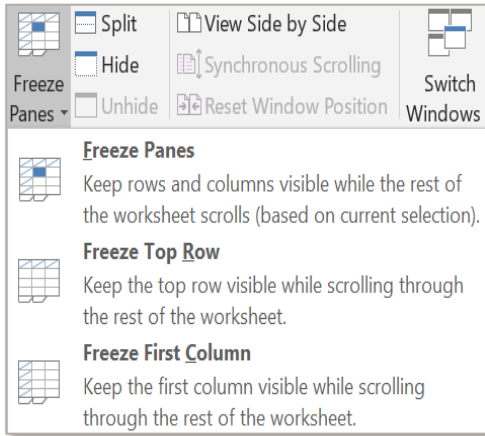 Freeze Panes
Split
Hide
Unhide
View Side by Side
Synchronous Scrolling
Reset Window Position
Switch Windows
Freeze Panes
Keep rows and columns visible while the rest of
the worksheet scrolls (based on current selection).
Freeze Top Row
Keep the top row visible while scrolling through
the rest of the worksheet.
Freeze First Column
Keep the first column visible while scrolling
through the rest of the worksheet.